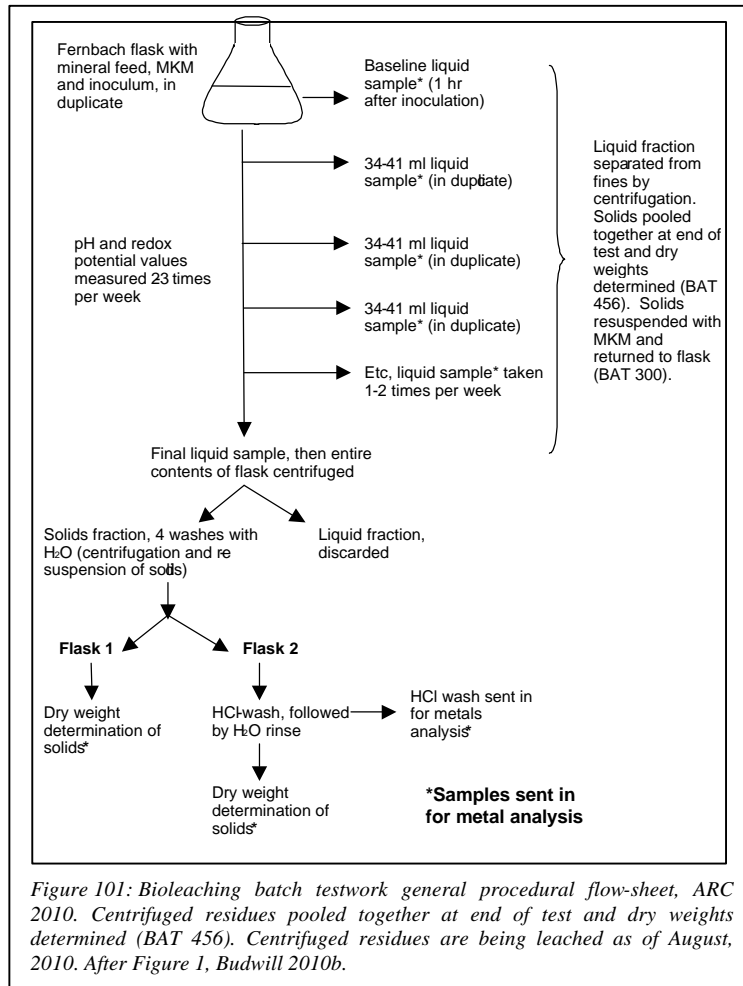 Fernbach flask with
mineral feed, MKM
and inoculum, in
duplicate
Baseline liquid
sample* (1 hr
after inoculation)
34-41 ml liquid
sample* (in duplicate)
pH and redox
potential values
measured 23 times
per week
34-41 ml liquid
sample* (in duplicate)
34-41 ml liquid
sample* (in duplicate)
Etc, liquid sample* taken
1-2 times per week
Liquid fraction
separated from
fines by
centrifugation.
Solids pooled
together at end of
test and dry
weights
determined (BAT
456). Solids
resuspended with
MKM and
returned to flask
(BAT 300).
Final liquid sample, then entire
contents of flask centrifuged
Solids fraction, 4 washes with
H2O (centrifugation and re
suspension of solids)
Liquid fraction,
discarded
Flask 1
Flask 2
Dry weight
determination of
solids*
HCl-wash, followed
by H2O rinse
HCl wash sent in
for metals
analysis*
Dry weight
determination of
solids*
*Samples sent in
for metal analysis
Figure 101: Bioleaching batch testwork general procedural flow-sheet, ARC
2010. Centrifuged residues pooled together at end of test and dry weights
determined (BAT 456). Centrifuged residues are being leached as of August,
2010. After Figure 1, Budwill 2010b.